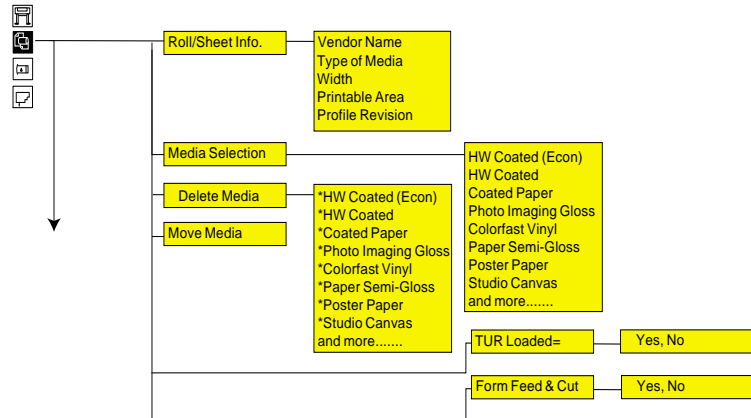 Roll/Sheet Info.
Vendor Name
Type of Media
Width
Printable Area
Profile Revision
Media Selection
HW Coated (Econ)
HW Coated
Coated Paper
Photo Imaging Gloss
Colorfast Vinyl
Paper Semi-Gloss
Poster Paper
Studio Canvas
and more.......
Delete Media
*HW Coated (Econ)
*HW Coated
*Coated Paper
*Photo Imaging Gloss
*Colorfast Vinyl
*Paper Semi-Gloss
*Poster Paper
*Studio Canvas
and more.......
Move Media
TUR Loaded=
Yes, No
Form Feed & Cut
Yes, No